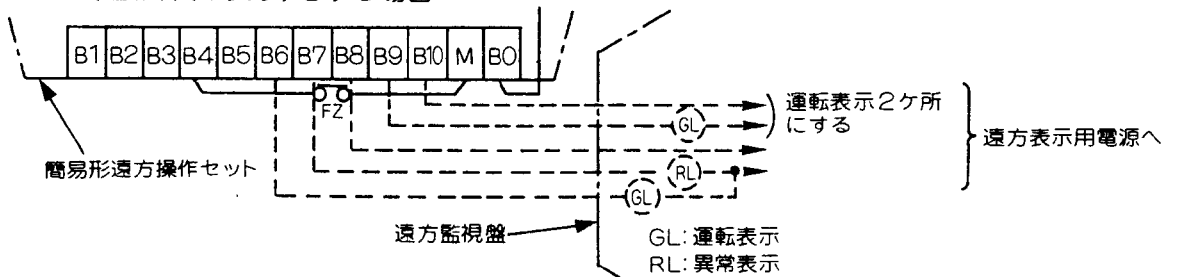 B1 B2 B3 B4 B5 B6 B7 B8 B9 B10 M B0
FZ
GL
運転表示2ケ所
にする
遠方表示用電源へ
簡易形遠方操作セット
RL
GL
遠方監視盤
GL: 運転表示
RL: 異常表示